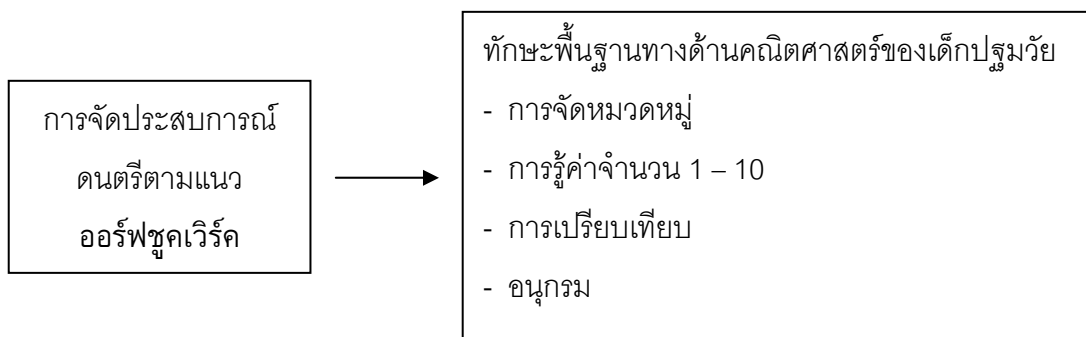 การจัดประสบการณ์
ดนตรีตามแนว
ออร์ฟชูคเวิร์ค
ทักษะพื้นฐานทางด้านคณิตศาสตร์ของเด็กปฐมวัย
- การจัดหมวดหมู่
- การรู้ค่าจำนวน 1 – 10
- การเปรียบเทียบ
- อนุกรม